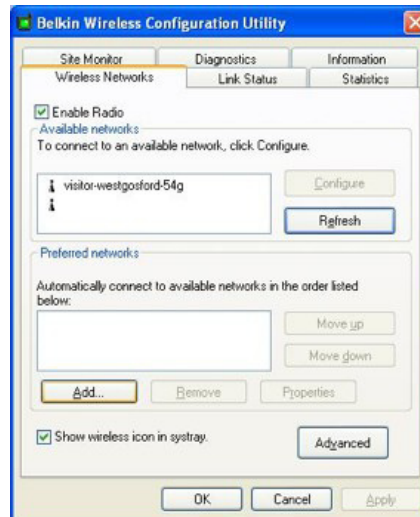 Belkin Wireless Configuration Utility
Site Monitor Diagnostics Information
Wireless Networks Link Status Statistics
Enable Radio
Available networks
To connect to an available network, click Configure.
visitor-westgosford-54g
Configure
Refresh
Preferred networks
Automatically connect to available networks in the order listed
below:
Move up
Move down
Add... Remove Properties
Show wireless icon in systray.
Advanced
OK Cancel Apply